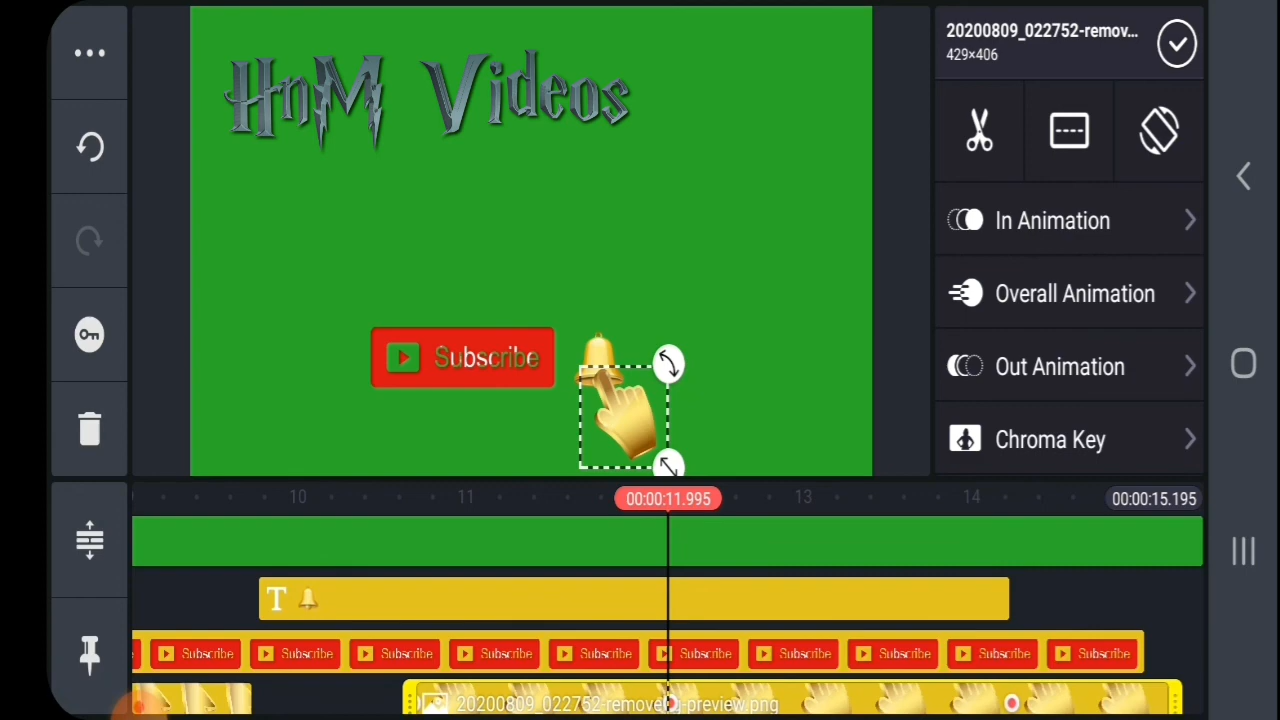 20200809_022752-remov...
429×406
HnM Videos
In Animation
Overall Animation
Subscribe
Out Animation
Chroma Key
10
11
00:00:11.995
13
14
00:00:15.195
T
Subscribe Subscribe Subscribe Subscribe Subscribe Subscribe Subscribe Subscribe Subscribe Subscribe
20200809_022752-removebg-preview.png